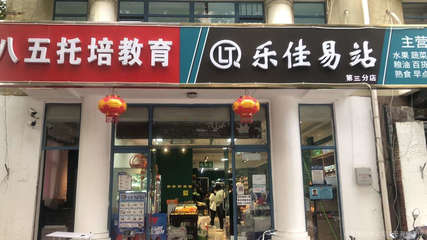 八五托培教育
LT
乐佳易站
第三分店
主营
水果 蔬菜
粮油 百货
熟食 早点